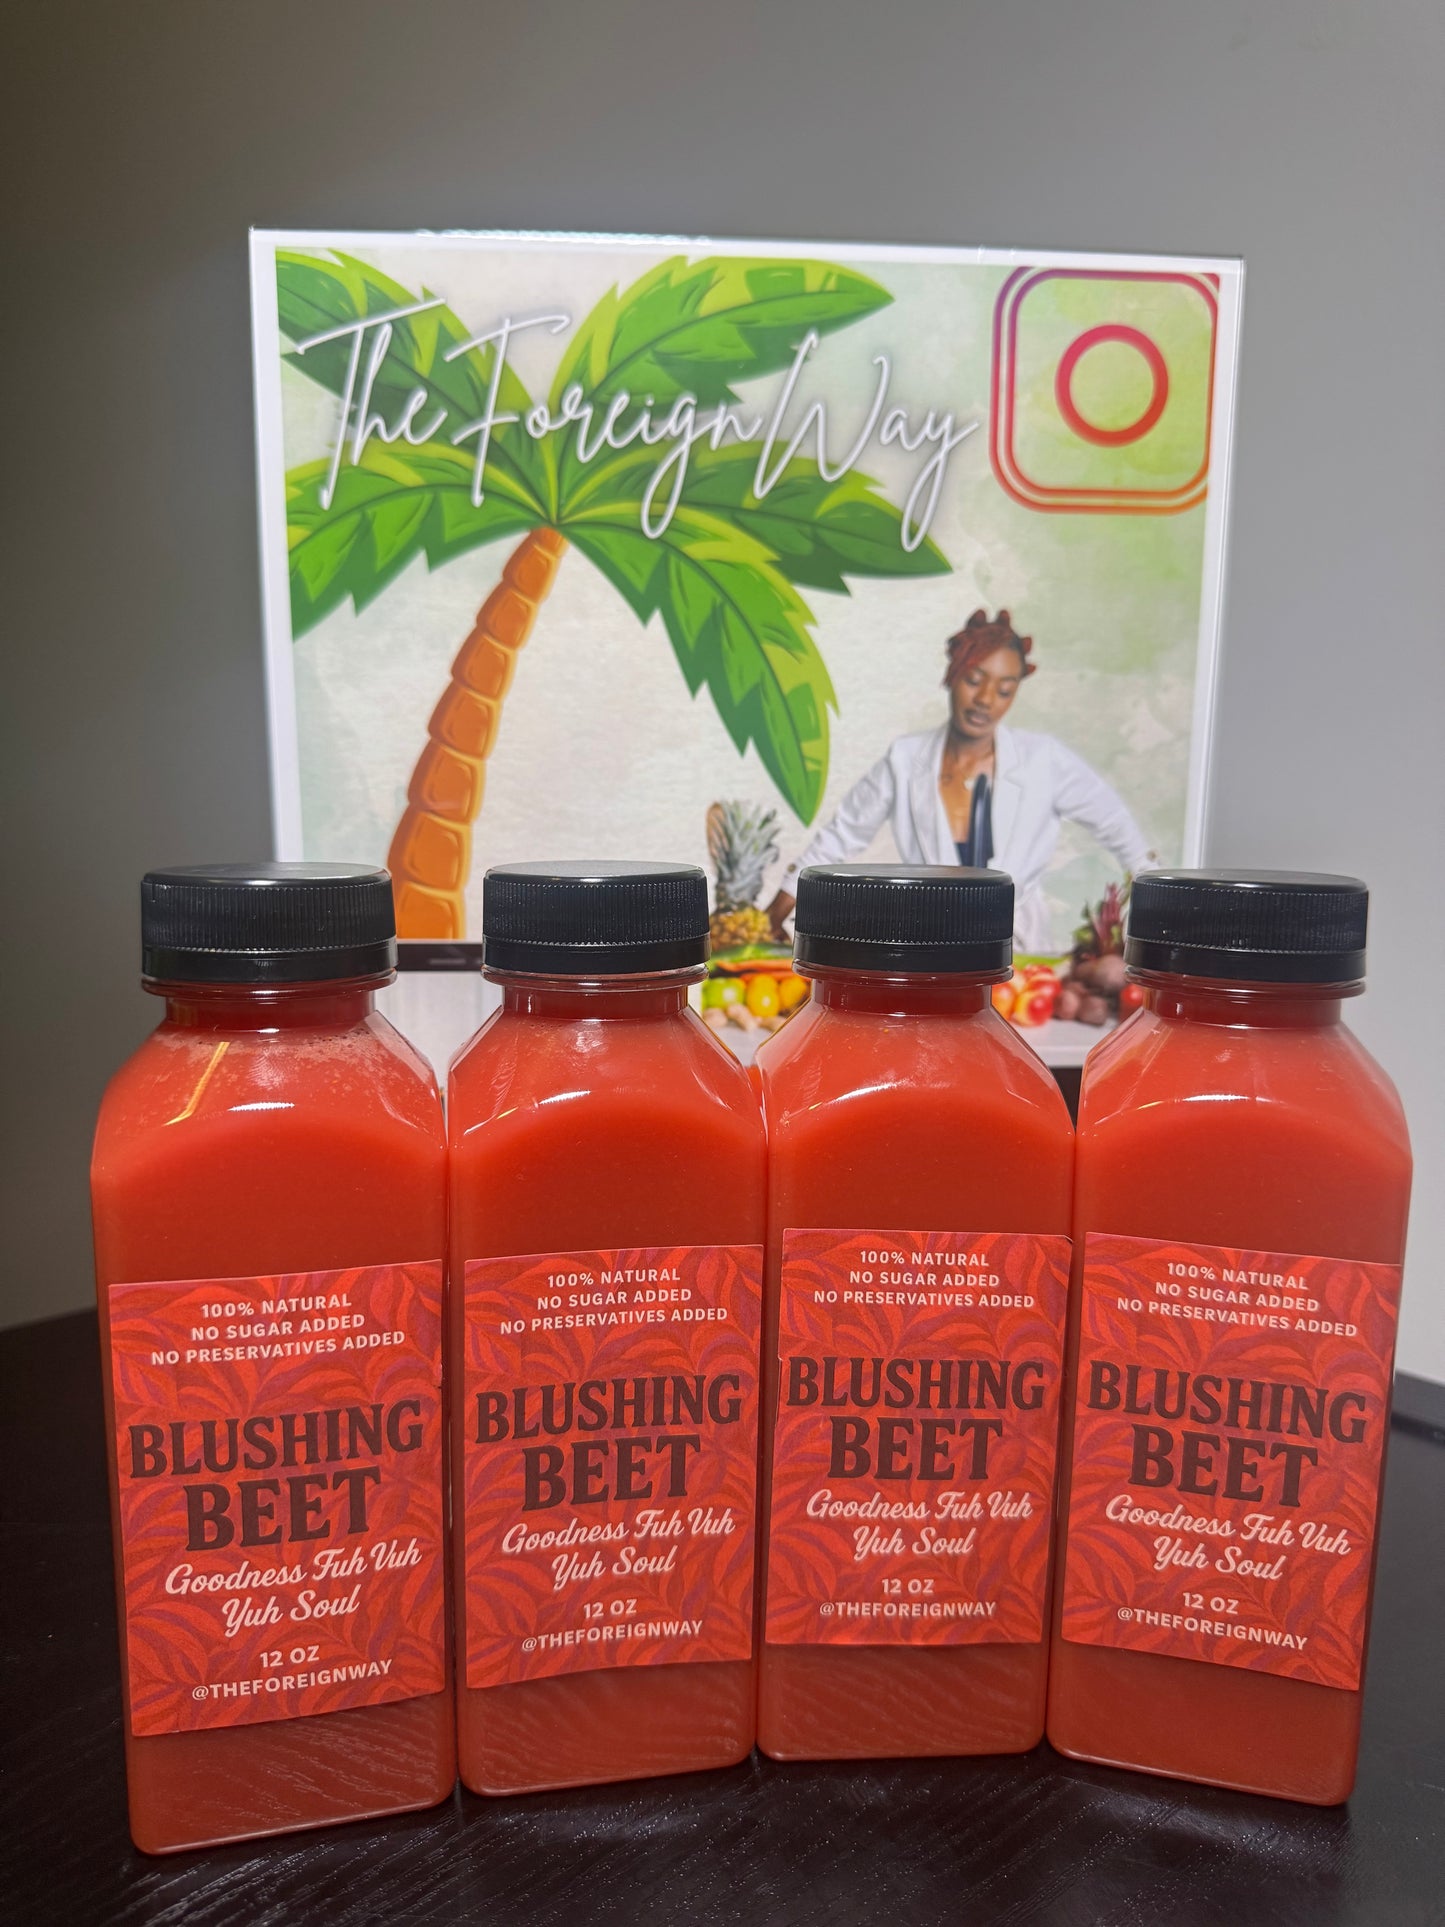 The Foreign Way
100% NATURAL
NO SUGAR ADDED
NO PRESERVATIVES ADDED
BLUSHING
BEET
Goodness Fuh Vuh
Yuh Soul
12 OZ
@THEFOREIGNWAY
100% NATURAL
NO SUGAR ADDED
NO PRESERVATIVES ADDED
BLUSHING
BEET
Goodness Fuh Vuh
Yuh Soul
12 OZ
@THEFOREIGNWAY
100% NATURAL
NO SUGAR ADDED
NO PRESERVATIVES ADDED
BLUSHING
BEET
Goodness Fuh Vuh
Yuh Soul
12 OZ
@THEFOREIGNWAY
100% NATURAL
NO SUGAR ADDED
NO PRESERVATIVES ADDED
BLUSHING
BEET
Goodness Fuh Vuh
Yuh Soul
12 OZ
@THEFOREIGNWAY